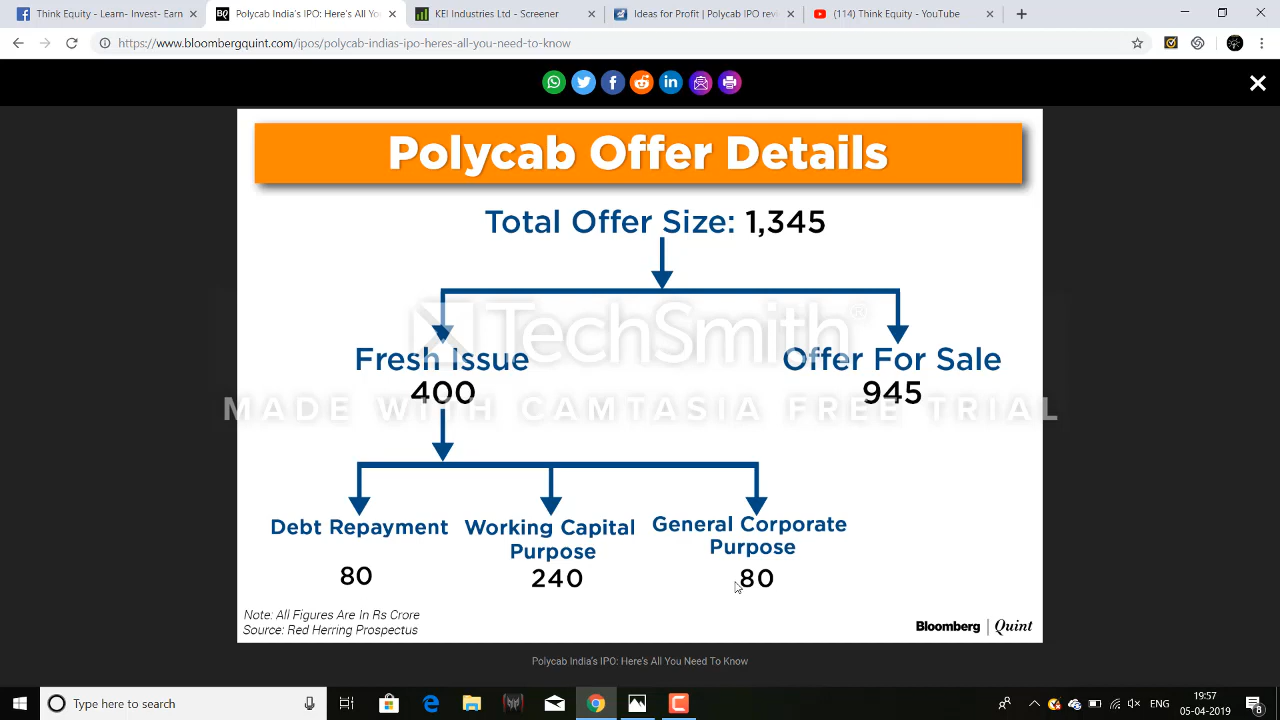 Think Equity - Learn- Invest- Earn
Polycab India's IPO: Here's All Yo
KEI Industries Ltd - Screener
Ideas for Profit | Polycab IPO revi
(114) Think Equity - YouTube
https://www.bloombergquint.com/ipos/polycab-indias-ipo-heres-all-you-need-to-know
Polycab Offer Details
Total Offer Size: 1,345
TechSmith®
Fresh Issue
Offer For Sale
400
945
MADE WITH CAMTASIA FREE TRIAL
Debt Repayment
Working Capital
Purpose
General Corporate
Purpose
80
240
80
Note: All Figures Are In Rs Crore
Source: Red Herring Prospectus
Bloomberg | Quint
Polycab India's IPO: Here's All You Need To Know
Type here to search
ENG
19:57
05-04-2019
8